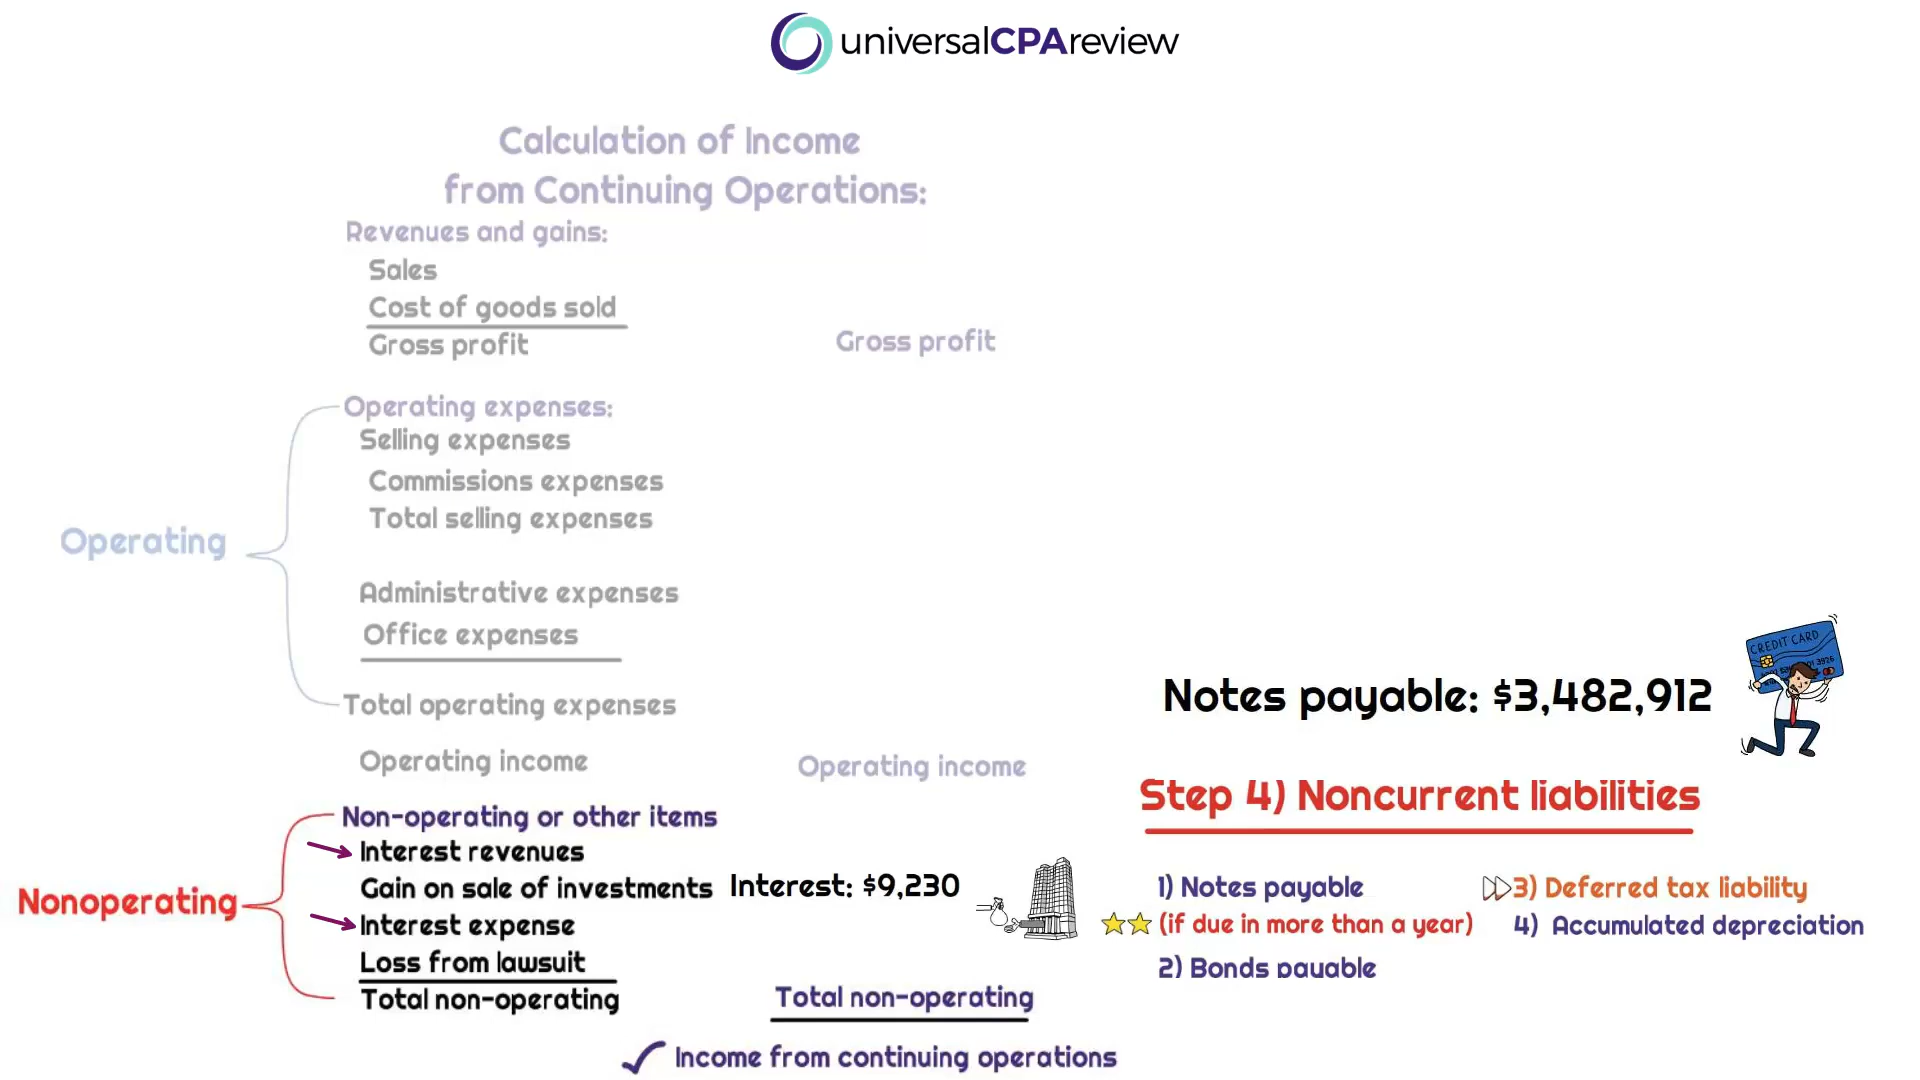 universalCPAreview
Calculation of Income
from Continuing Operations:
Revenues and gains:
Sales
Cost of goods sold
Gross profit
Gross profit
Operating expenses:
Selling expenses
Commissions expenses
Total selling expenses
Operating
Administrative expenses
Office expenses
Total operating expenses
Operating income
Operating income
Non-operating or other items
Interest revenues
Gain on sale of investments
Interest: $9,230
Nonoperating
Interest expense
Loss from lawsuit
Total non-operating
Total non-operating
Income from continuing operations
CREDIT CARD
Notes payable: $3,482,912
Step 4) Noncurrent liabilities
1) Notes payable
(if due in more than a year)
2) Bonds payable
3) Deferred tax liability
4) Accumulated depreciation